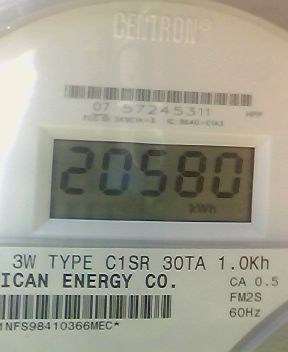 CENTRON®
07 57245311
20580
kWh
3W TYPE C1SR 30TA 1.0Kh
ICAN ENERGY CO. CA 0.5
FM2S
60Hz
1NFS98410366MEC*